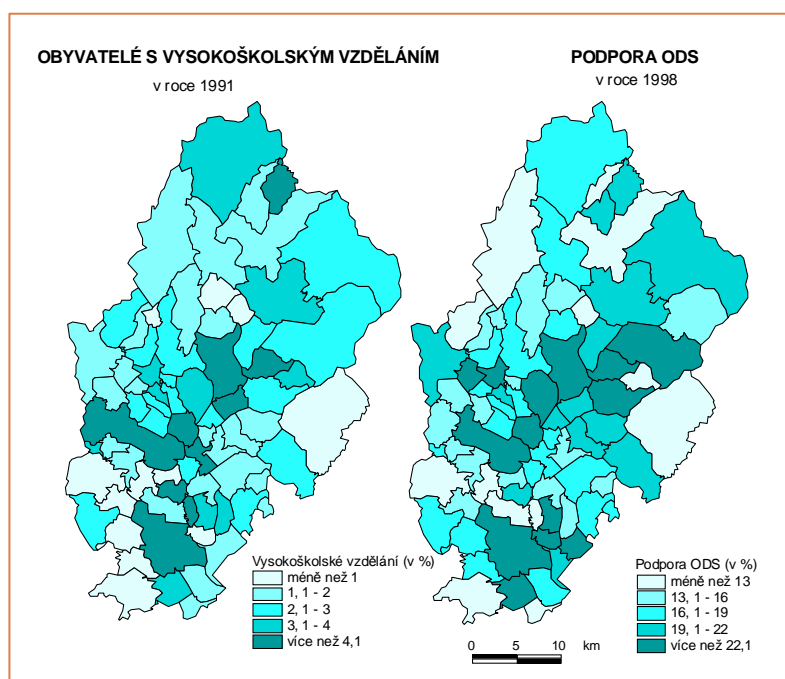 OBYVATELÉ S VYSOKOŠKOLSKÝM VZDĚLÁNÍM
v roce 1991
PODPORA ODS
v roce 1998
Vysokoškolské vzdělání (v %)
méně než 1
1, 1 - 2
2, 1 - 3
3, 1 - 4
více než 4,1
Podpora ODS (v %)
méně než 13
13, 1 - 16
16, 1 - 19
19, 1 - 22
více než 22,1
0 5 10 km